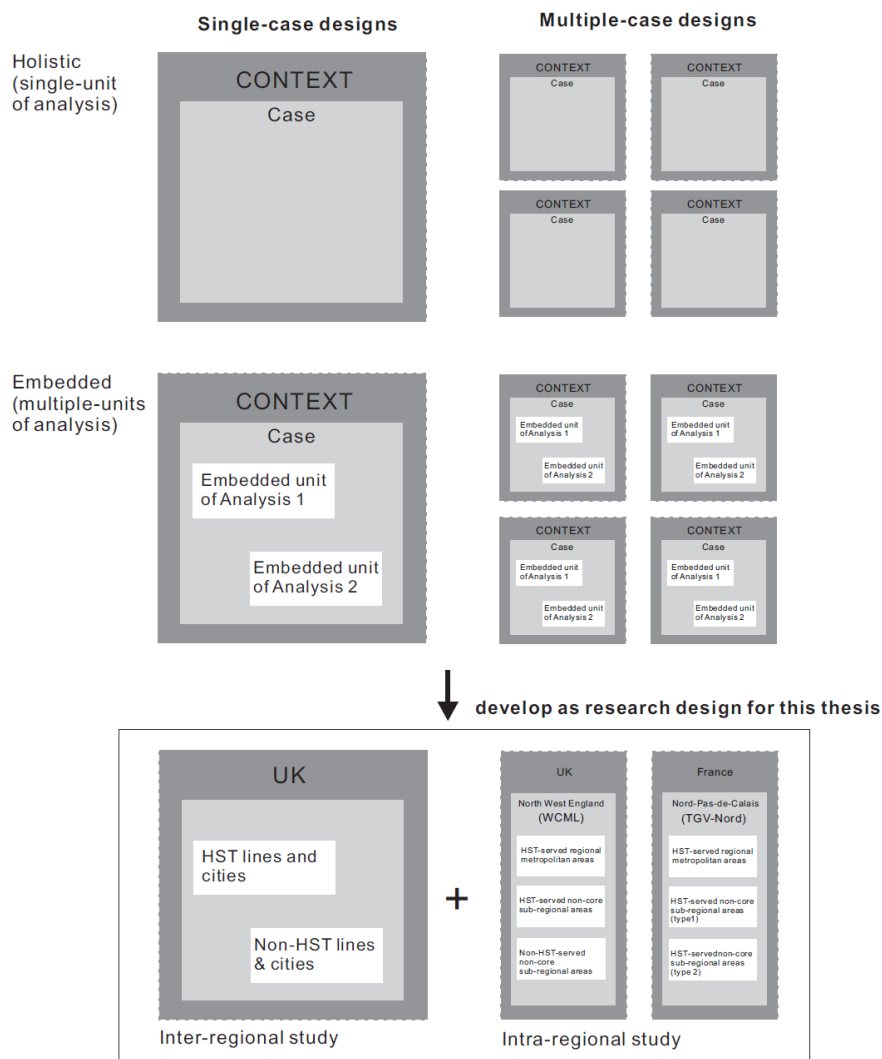 Single-case designs
Multiple-case designs
Holistic
(single-unit
of analysis)
CONTEXT
Case
CONTEXT
Case
CONTEXT
Case
CONTEXT
Case
CONTEXT
Case
Embedded
(multiple-units
of analysis)
CONTEXT
Case
Embedded unit
of Analysis 1
Embedded unit
of Analysis 2
CONTEXT
Case
Embedded unit
of Analysis 1
Embedded unit
of Analysis 2
CONTEXT
Case
Embedded unit
of Analysis 1
Embedded unit
of Analysis 2
CONTEXT
Case
Embedded unit
of Analysis 1
Embedded unit
of Analysis 2
CONTEXT
Case
Embedded unit
of Analysis 1
Embedded unit
of Analysis 2
develop as research design for this thesis
UK
HST lines and
cities
Non-HST lines
& cities
Inter-regional study
+
UK
North West England
(WCML)
HST-served regional
metropolitan areas
HST-served non-core
sub-regional areas
Non-HST-served
non-core
sub-regional areas
France
Nord-Pas-de-Calais
(TGV-Nord)
HST-served regional
metropolitan areas
HST-served non-core
sub-regional areas
(type1)
HST-servednon-core
sub-regional areas
(type 2)
Intra-regional study